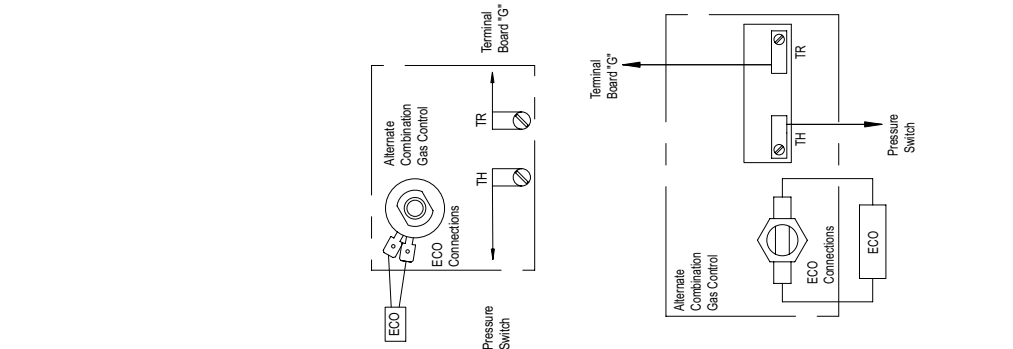 Terminal
Board "G"
Alternate
Combination
Gas Control
TR
TH
ECO
Connections
ECO
Pressure
Switch
Terminal
Board "G"
TR
TH
Pressure
Switch
Alternate
Combination
Gas Control
ECO
Connections
ECO